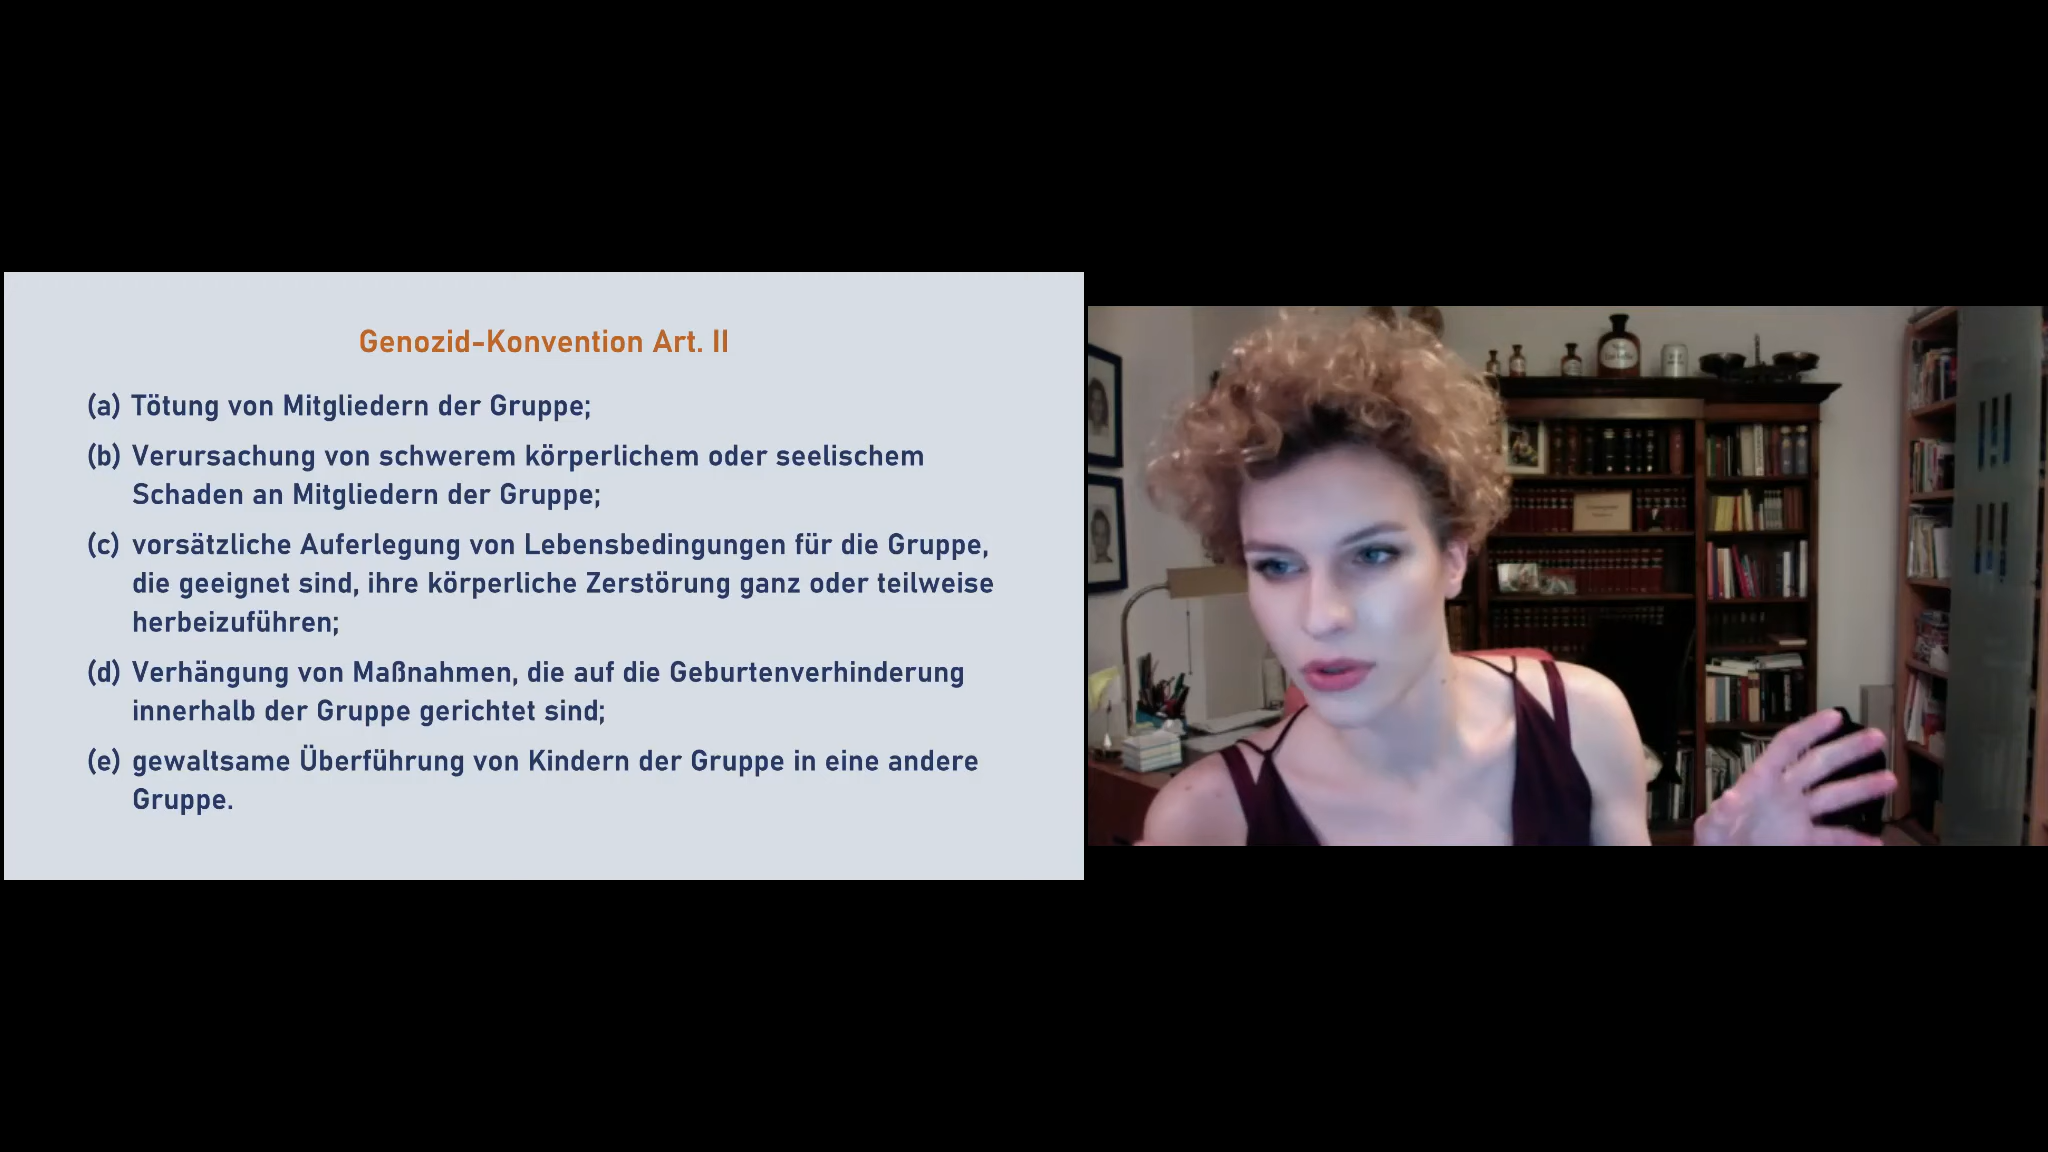 Genozid-Konvention Art. II
(a) Tötung von Mitgliedern der Gruppe;
(b) Verursachung von schwerem körperlichem oder seelischem
Schaden an Mitgliedern der Gruppe;
(c) vorsätzliche Auferlegung von Lebensbedingungen für die Gruppe,
die geeignet sind, ihre körperliche Zerstörung ganz oder teilweise
herbeizuführen;
(d) Verhängung von Maßnahmen, die auf die Geburtenverhinderung
innerhalb der Gruppe gerichtet sind;
(e) gewaltsame Überführung von Kindern der Gruppe in eine andere
Gruppe.